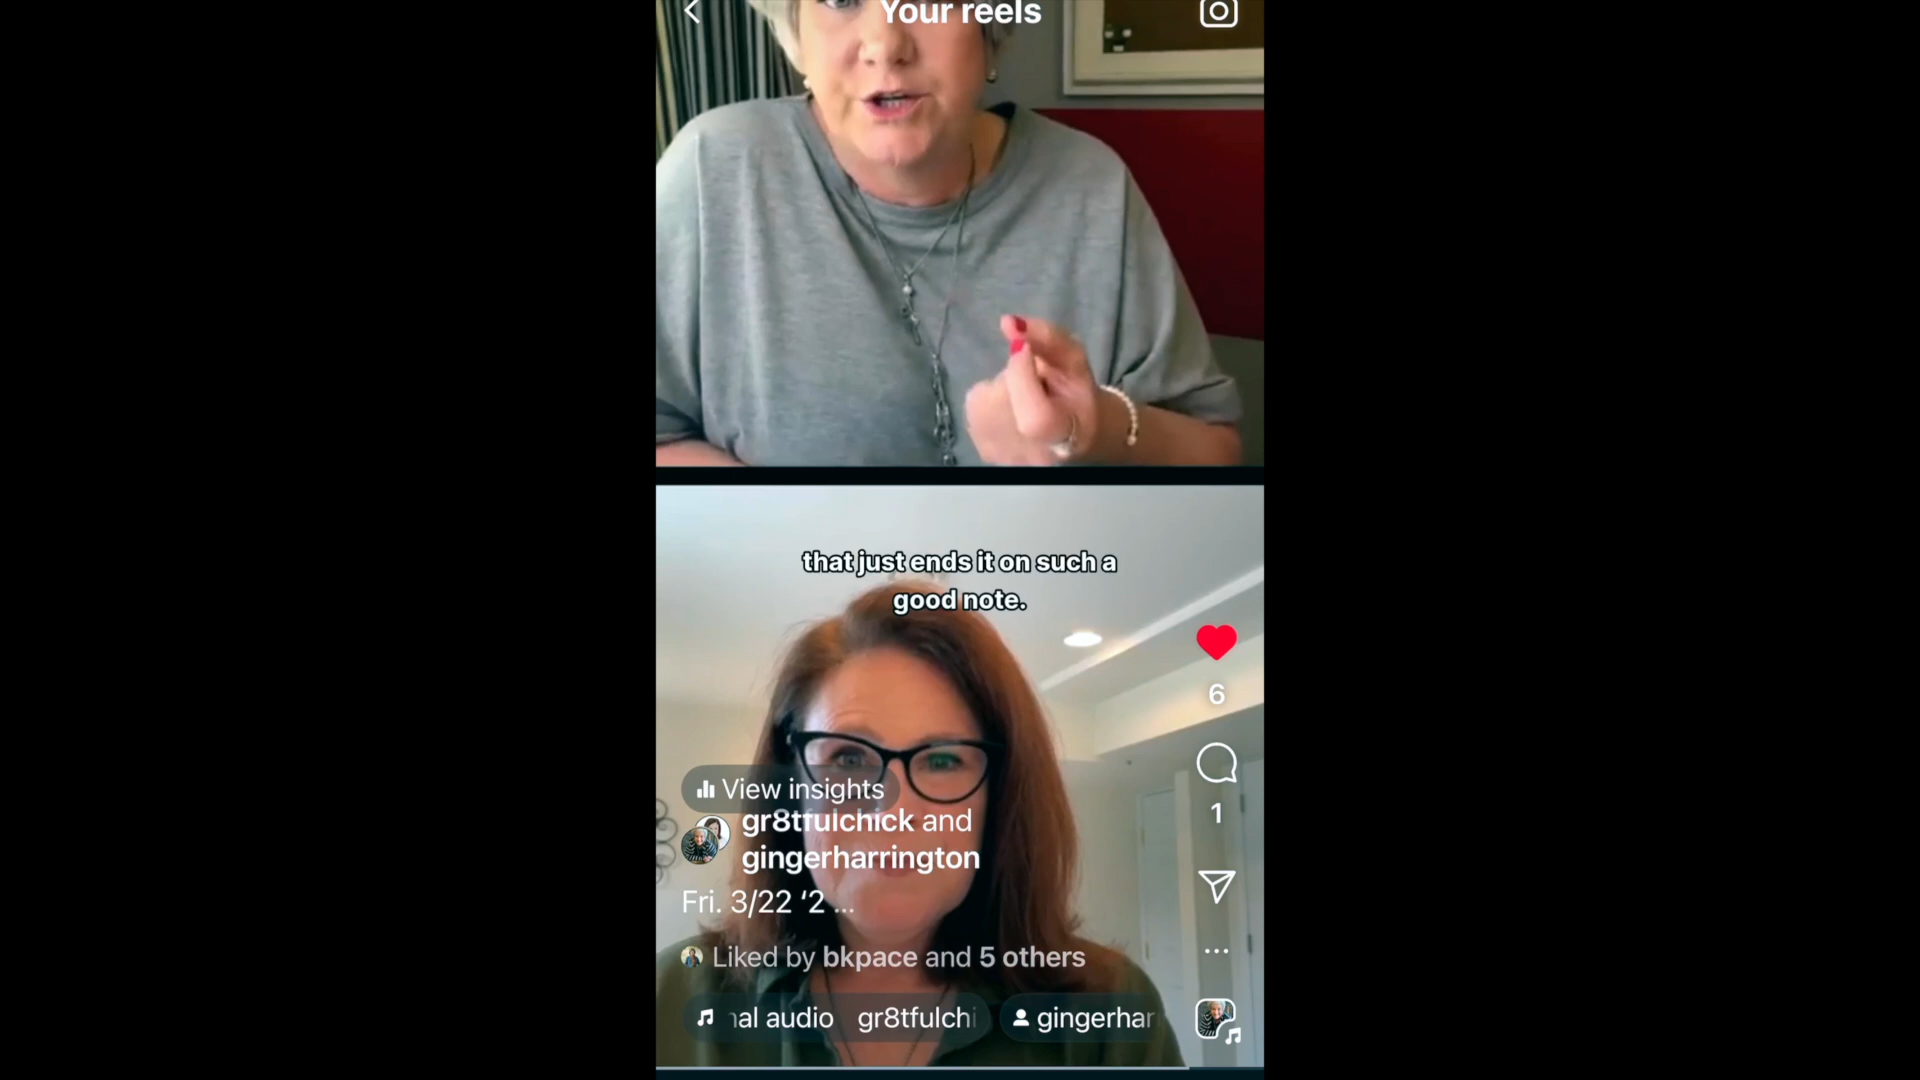 Your reels
that just ends it on such a
good note.
6
View insights
1
gr8tfulchick and
gingerharrington
Fri. 3/22 ‘2 ...
Liked by bkpace and 5 others
nal audio gr8tfulchi
gingerhar